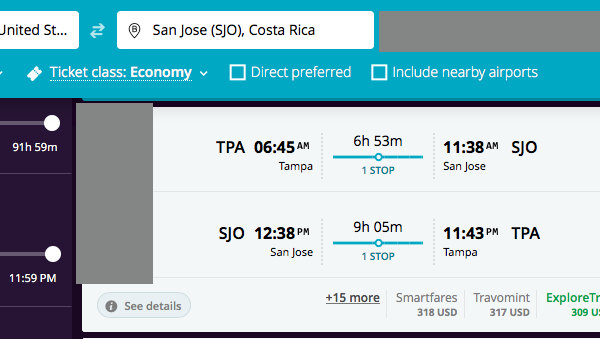 United St...
B San Jose (SJO), Costa Rica
Ticket class: Economy Direct preferred Include nearby airports
91h 59m
TPA 06:45 AM 6h 53m 11:38 AM SJO
Tampa 1 STOP San Jose
SJO 12:38 PM 9h 05m 11:43 PM TPA
San Jose 1 STOP Tampa
11:59 PM
See details +15 more Smartfares Travomint ExploreTr
318 USD 317 USD 309 US